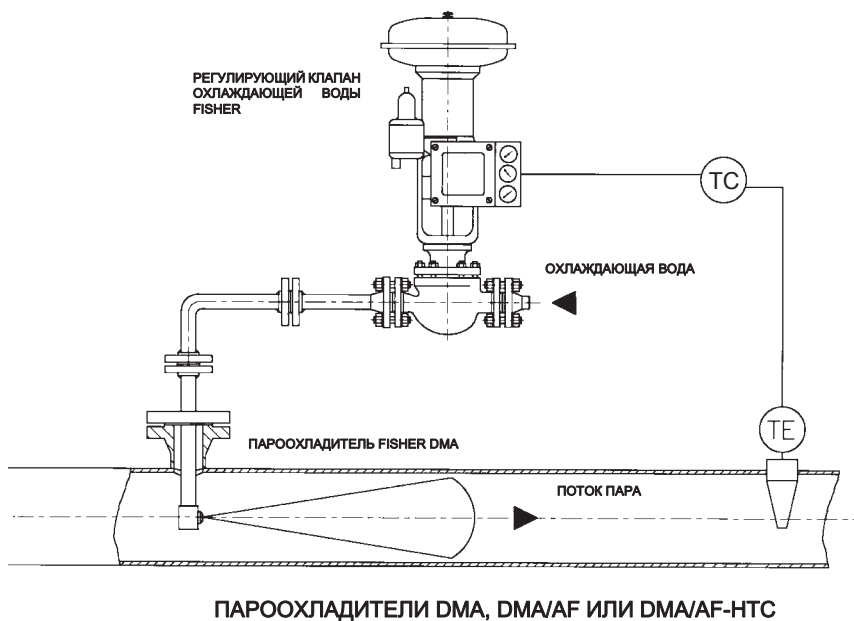 РЕГУЛИРУЮЩИЙ КЛАПАН
ОХЛАЖДАЮЩЕЙ ВОДЫ
FISHER
TC
ОХЛАЖДАЮЩАЯ ВОДА
TE
ПАРООХЛАДИТЕЛЬ FISHER DMA
ПОТОК ПАРА
ПАРООХЛАДИТЕЛИ DMA, DMA/AF ИЛИ DMA/AF-HTC